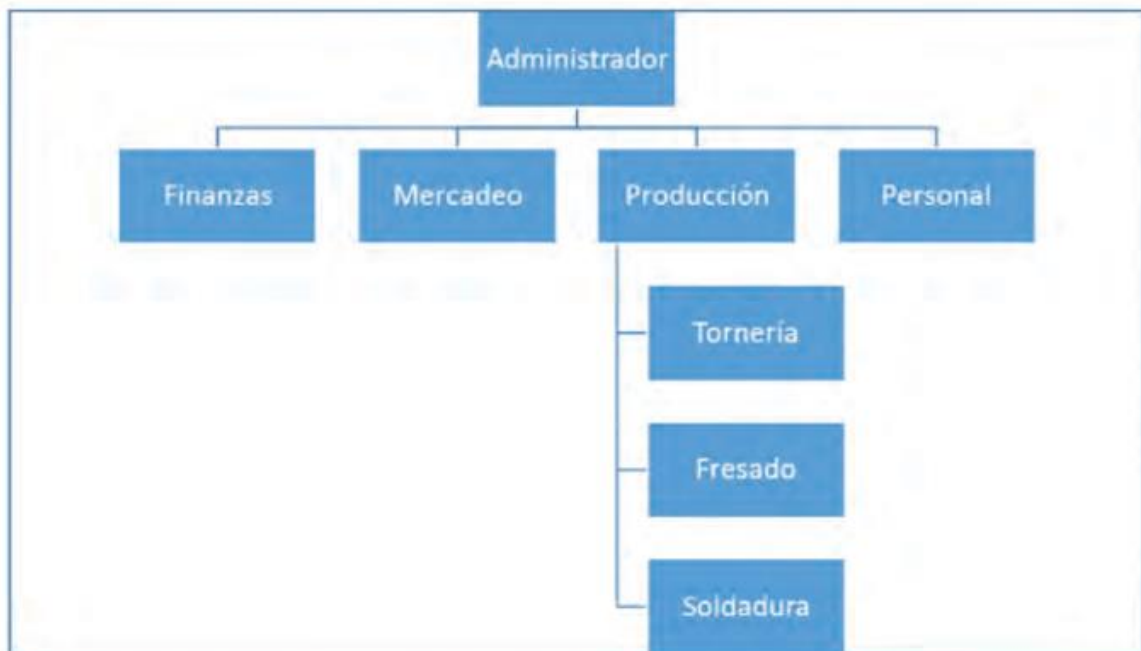 Administrador
Finanzas
Mercadeo
Producción
Personal
Tornería
Fresado
Soldadura